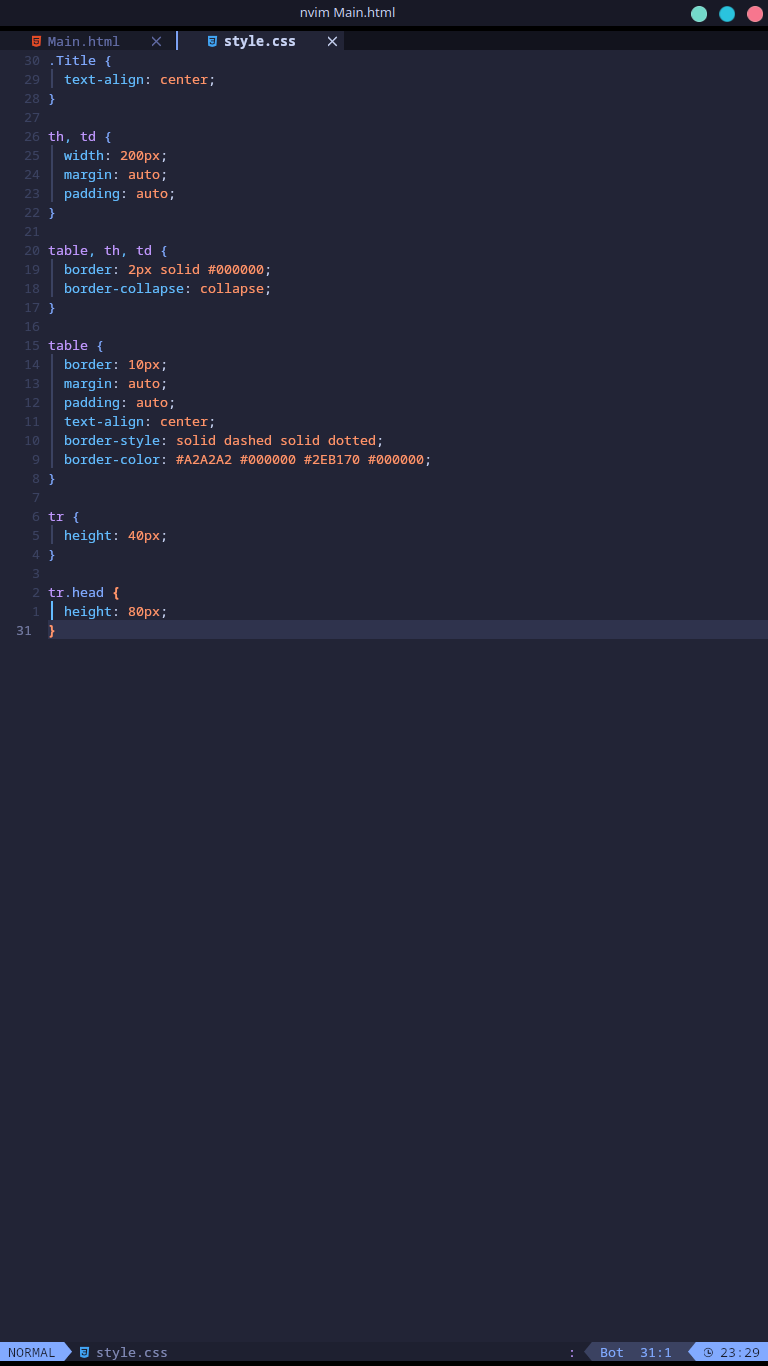 nvim Main.html
Main.html style.css
30 .Title {
29   text-align: center;
28 }
27
26 th, td {
25   width: 200px;
24   margin: auto;
23   padding: auto;
22 }
21
20 table, th, td {
19   border: 2px solid #000000;
18   border-collapse: collapse;
17 }
16
15 table {
14   border: 10px;
13   margin: auto;
12   padding: auto;
11   text-align: center;
10   border-style: solid dashed solid dotted;
9   border-color: #A2A2A2 #000000 #2EB170 #000000;
8 }
7
6 tr {
5   height: 40px;
4 }
3
2 tr.head {
1   height: 80px;
31 }
NORMAL style.css : Bot 31:1 23:29